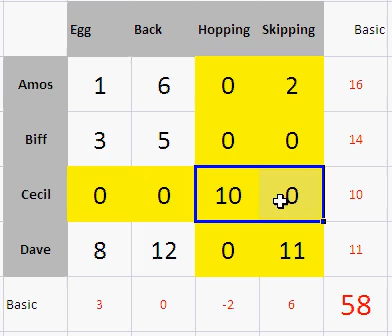 Egg Back Hopping Skipping Basic
Amos 1 6 0 2 16
Biff 3 5 0 0 14
Cecil 0 0 10 0 10
Dave 8 12 0 11 11
Basic 3 0 -2 6 58